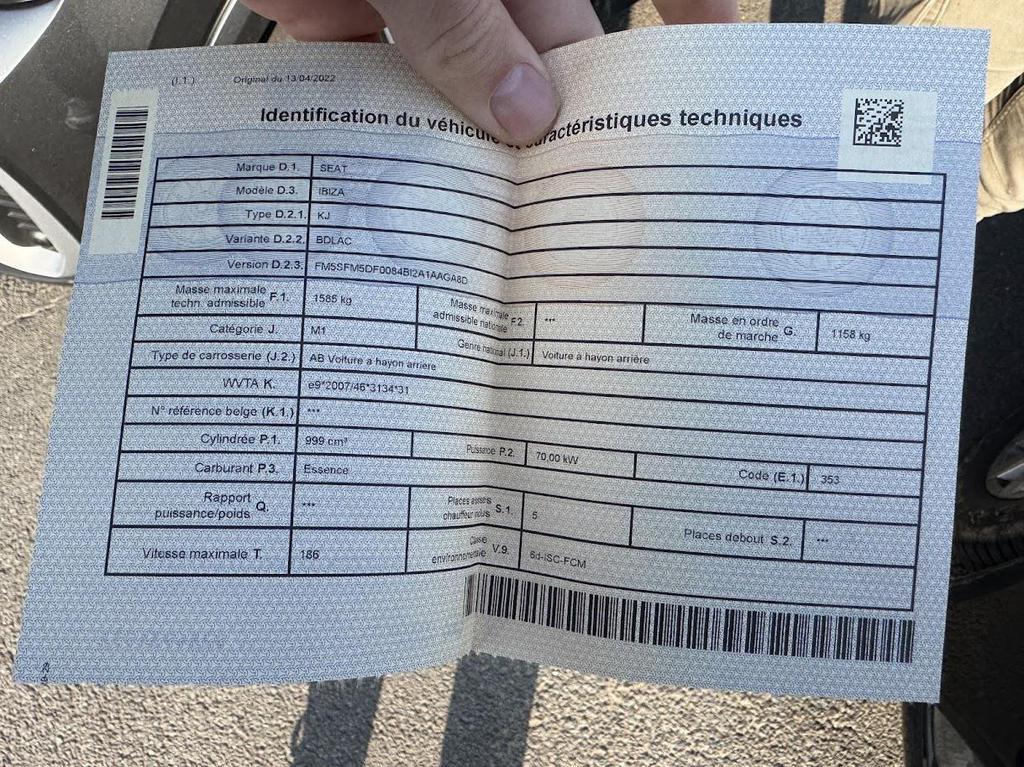 (I.1.) Original du 13/04/2022
Identification du véhicule et caractéristiques techniques
Marque D.1. SEAT
Modèle D.3. IBIZA
Type D.2.1. KJ
Variante D.2.2. BDLAC
Version D.2.3. FM5SFM5DF0084BI2A1AAGA8D
Masse maximale
techn. admissible F.1. 1585 kg
Masse maximale
admissible nationale F.2. ***
Masse en ordre
de marche G. 1158 kg
Catégorie J. M1
Genre national (J.1.) Voiture à hayon arrière
Type de carrosserie (J.2.) AB Voiture à hayon arrière
WVTA K. e9*2007/46*3134*31
N° référence belge (K.1.) ***
Cylindrée P.1. 999 cm³
Puissance P.2. 70,00 kW
Code (E.1.) 353
Carburant P.3. Essence
Rapport
puissance/poids Q. ***
Places assises
chauffeur inclus S.1. 5
Places debout S.2. ***
Vitesse maximale T. 186
Classe
environnementale V.9. 6d-ISC-FCM